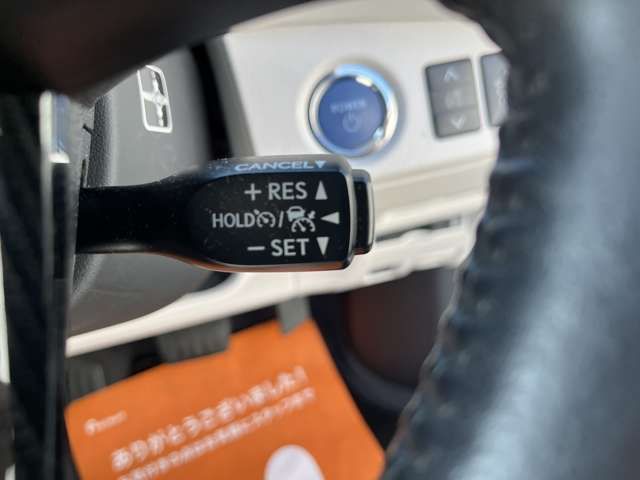 POWER
CANCEL▼
+ RES ▲
HOLD / ◀
− SET ▼
ありがとうございました!